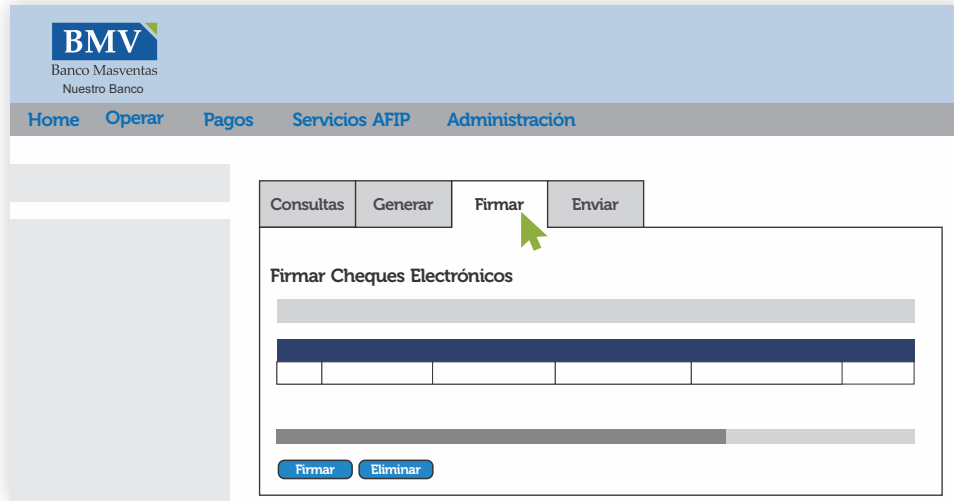 BMV
Banco Masventas
Nuestro Banco
Home Operar Pagos Servicios AFIP Administración
Consultas Generar Firmar Enviar
Firmar Cheques Electrónicos
Firmar Eliminar